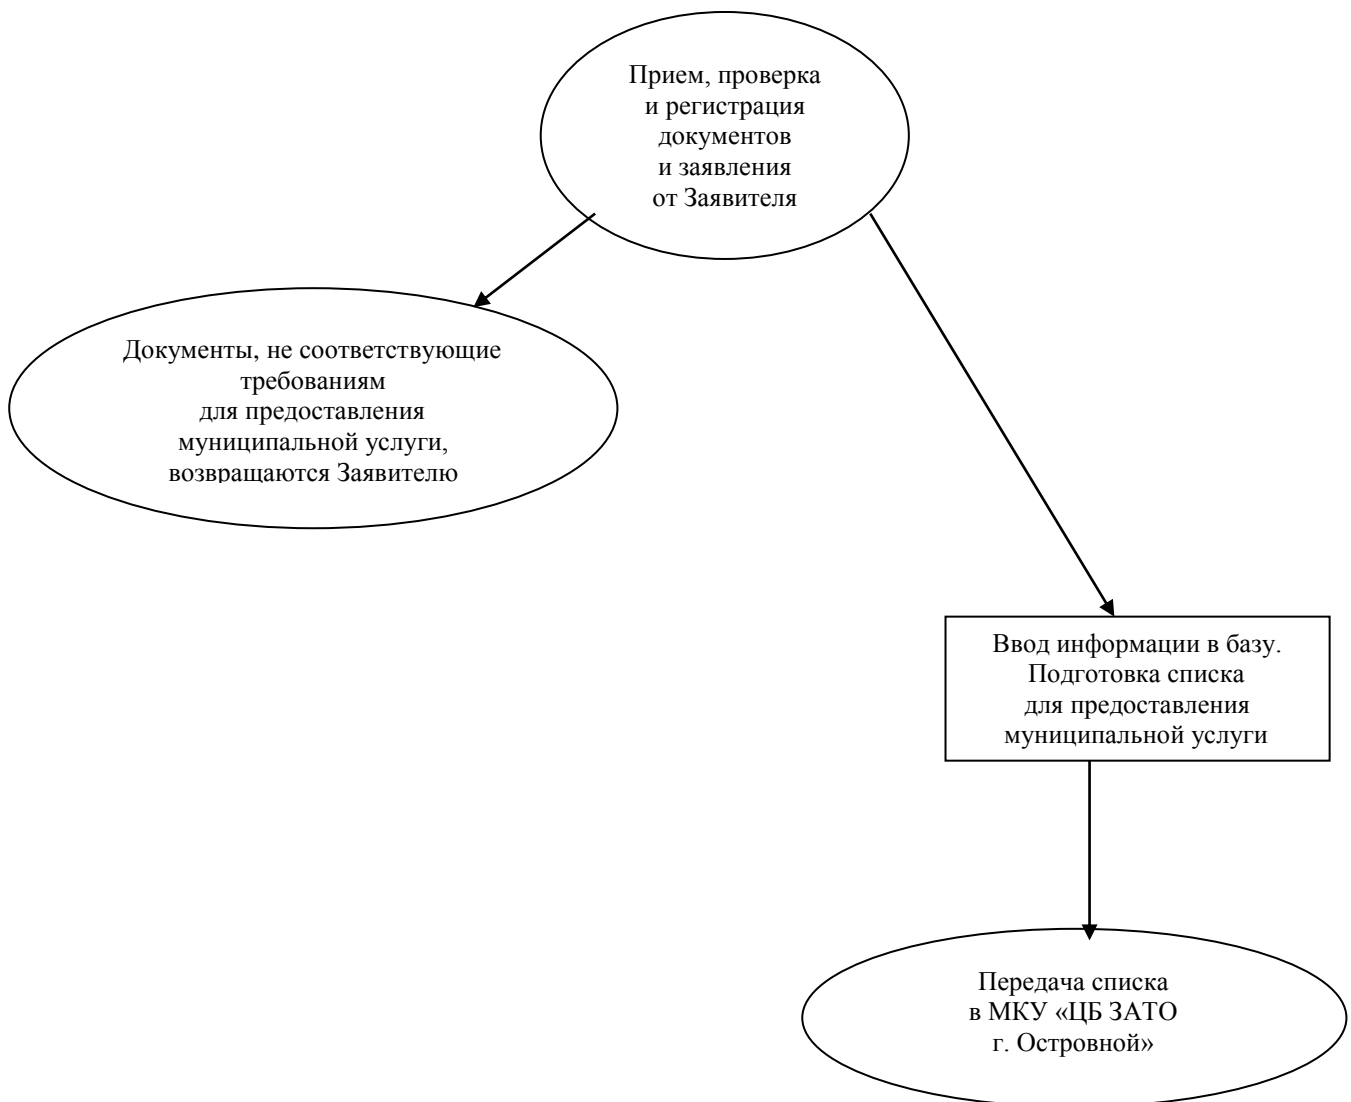 Прием, проверка
и регистрация
документов
и заявления
от Заявителя
Документы, не соответствующие
требованиям
для предоставления
муниципальной услуги,
возвращаются Заявителю
Ввод информации в базу.
Подготовка списка
для предоставления
муниципальной услуги
Передача списка
в МКУ «ЦБ ЗАТО
г. Островной»